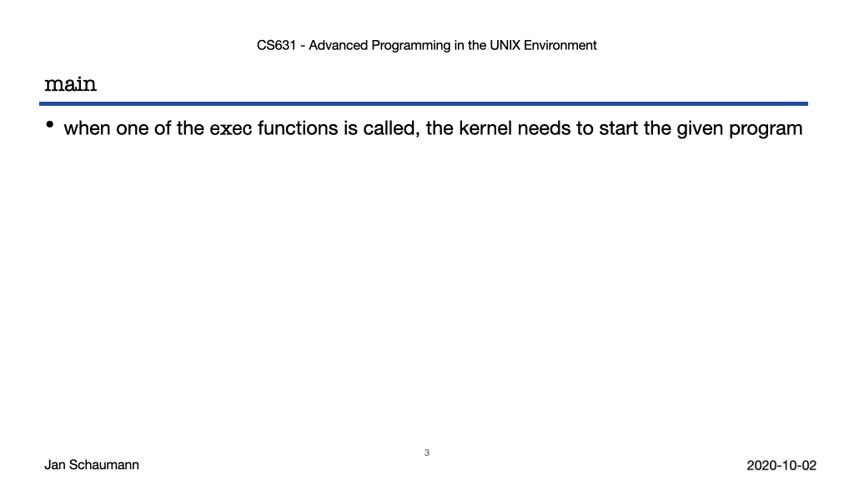 CS631 - Advanced Programming in the UNIX Environment
main
• when one of the exec functions is called, the kernel needs to start the given program
3
Jan Schaumann
2020-10-02